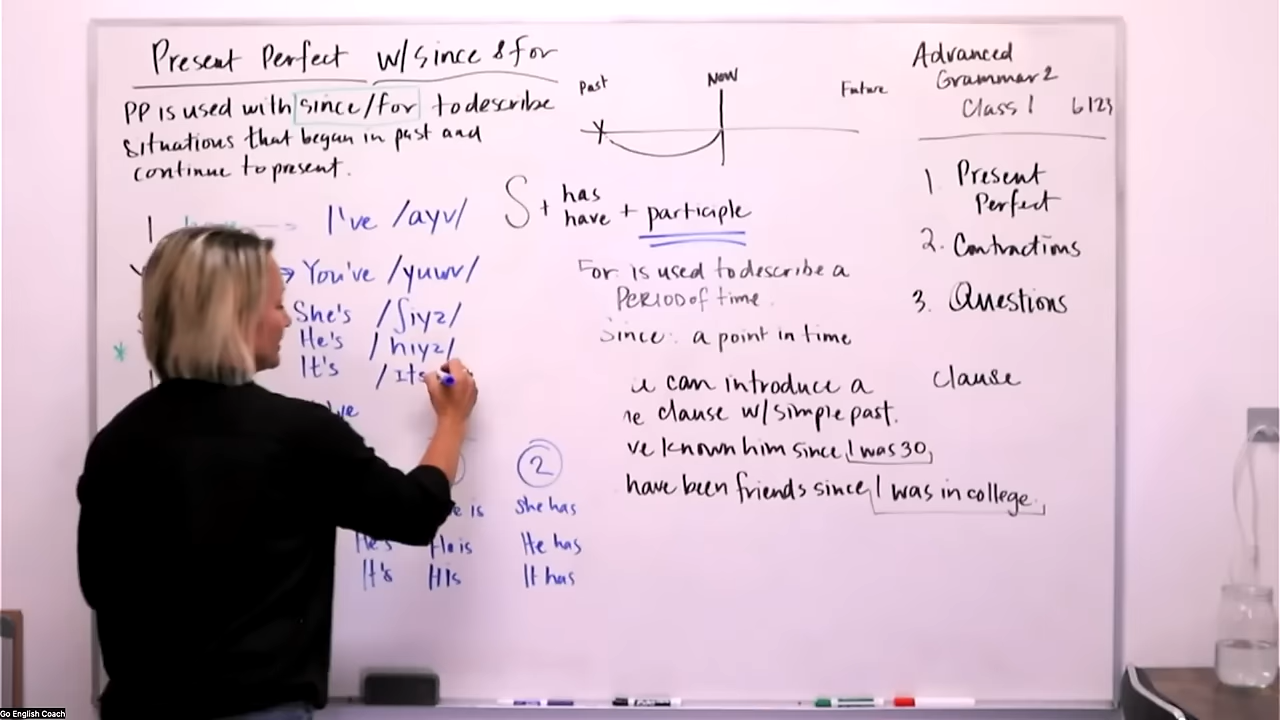 Present Perfect w/ since & for
PP is used with since/for to describe
situations that began in past and
continue to present.
Past
Now
Future
Advanced
Grammar 2
Class 1 6123
1. Present
Perfect
2. Contractions
3. Questions
clause
S + has
have + participle
I I've /ayv/
You've /yuwv/
She's /ʃiyz/
He's /hiyz/
It's /Its
've
For: is used to describe a
PERIOD of time.
Since: a point in time
can introduce a
clause w/ simple past.
've known him since I was 30.
have been friends since I was in college.
2
is She has
He's He is He has
It's It is It has
Go English Coach